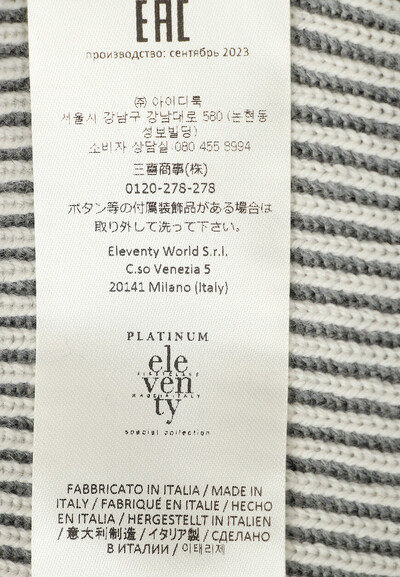 EAC
производство: сентябрь 2023
㈜ 아이디룩
서울시 강남구 강남대로 580 (논현동,
성보빌딩)
소비자 상담실 080 455 8994
三喜商事(株)
0120-278-278
ボタン等の付属装飾品がある場合は
取り外して洗って下さい。
Eleventy World S.r.l.
C.so Venezia 5
20141 Milano (Italy)
PLATINUM
ele
ven
MADE IN ITALY
ty
special collection
FABBRICATO IN ITALIA / MADE IN
ITALY / FABRIQUÉ EN ITALIE / HECHO
EN ITALIA / HERGESTELLT IN ITALIEN
/ 意大利制造 / イタリア製 / СДЕЛАНО
В ИТАЛИИ / 이태리제